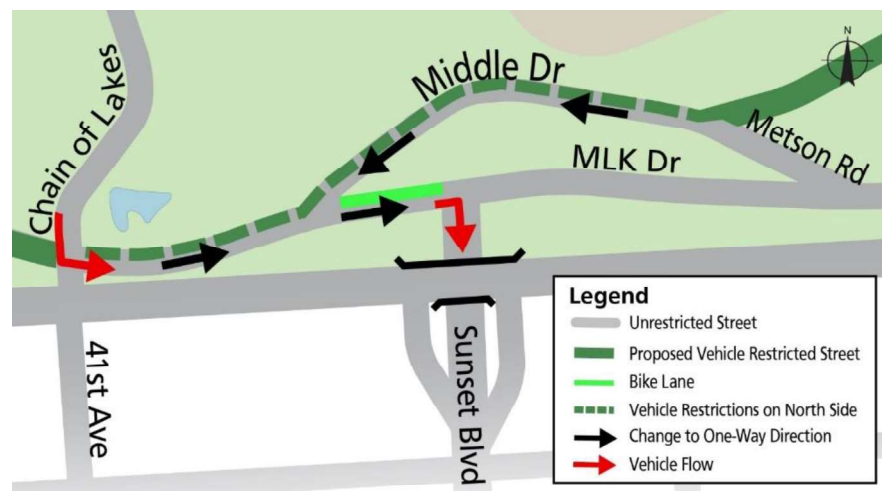 N
Chain of Lakes
Middle Dr
Metson Rd
MLK Dr
41st Ave
Sunset Blvd
Legend
Unrestricted Street
Proposed Vehicle Restricted Street
Bike Lane
Vehicle Restrictions on North Side
Change to One-Way Direction
Vehicle Flow